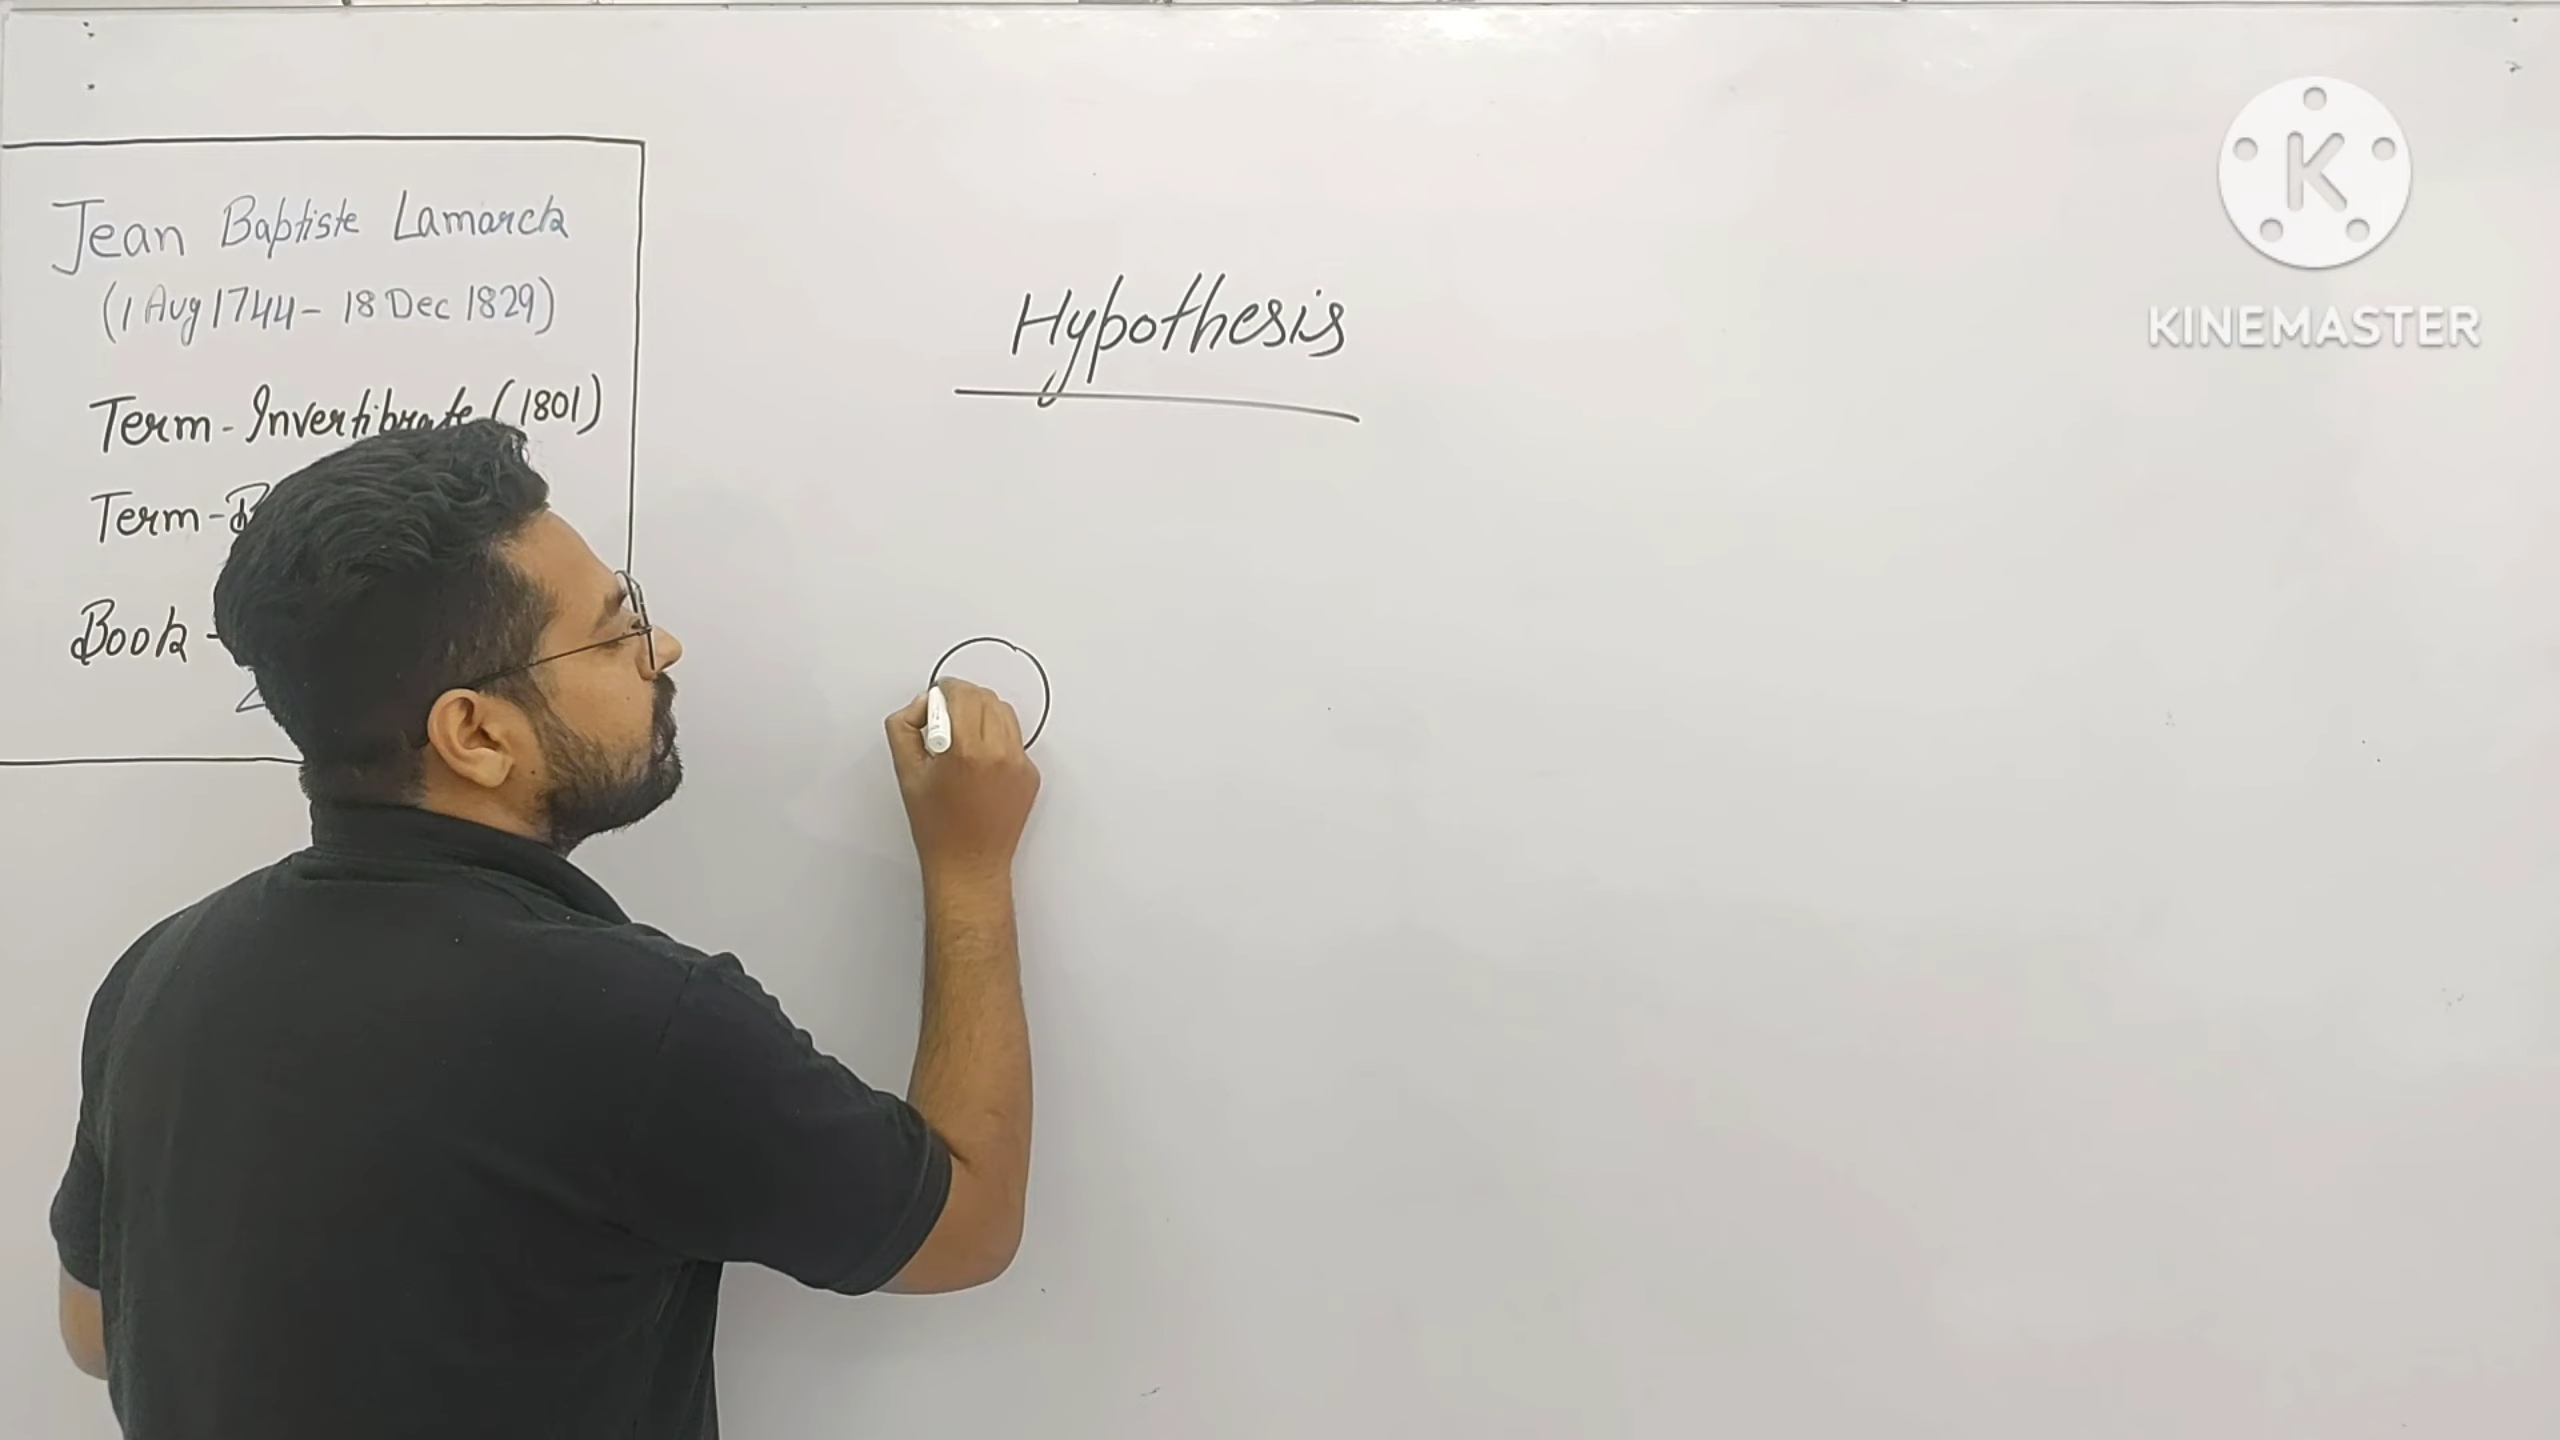 Jean Baptiste Lamarck
(1 Aug 1744 - 18 Dec 1829)
Term - Invertibrate (1801)
Term -
Book -
Hypothesis
K
KINEMASTER